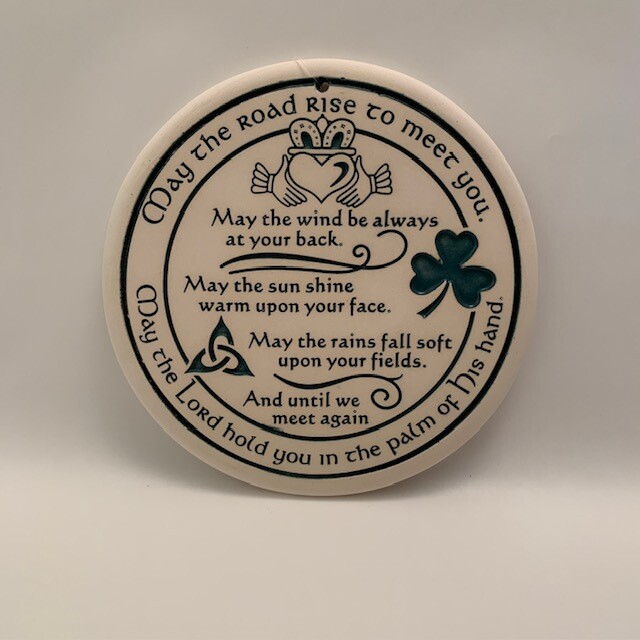 May the road rise to meet you.
May the wind be always
at your back.
May the sun shine
warm upon your face.
May the rains fall soft
upon your fields.
And until we
meet again
May the Lord hold you in the palm of His hand.